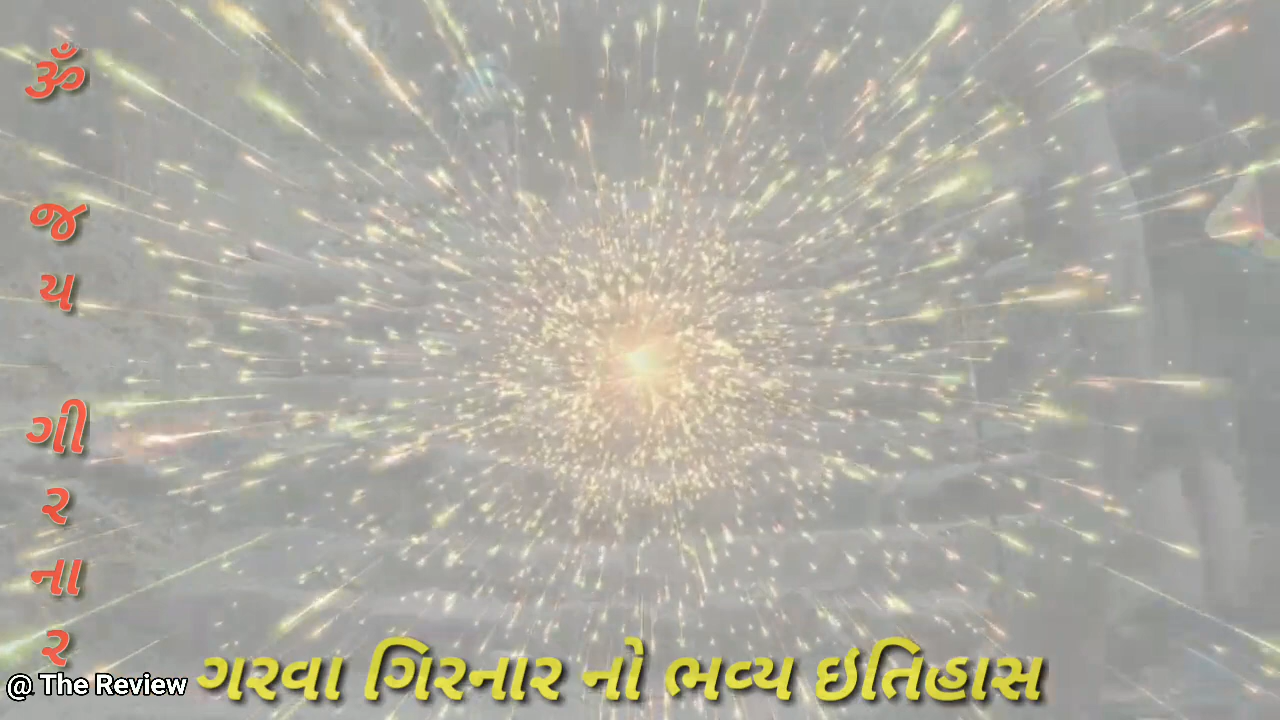 ૐ
જ
ય
ગી
ર
ના
ર
@ The Review
ગરવા ગિરનાર નો ભવ્ય ઇતિહાસ